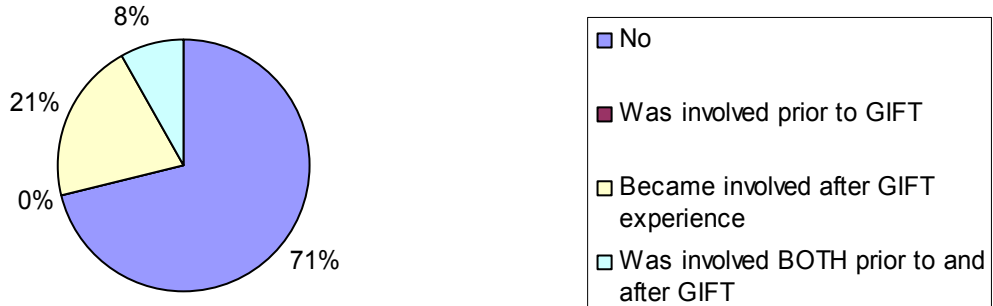 8%
21%
0%
71%
No
Was involved prior to GIFT
Became involved after GIFT
experience
Was involved BOTH prior to and
after GIFT